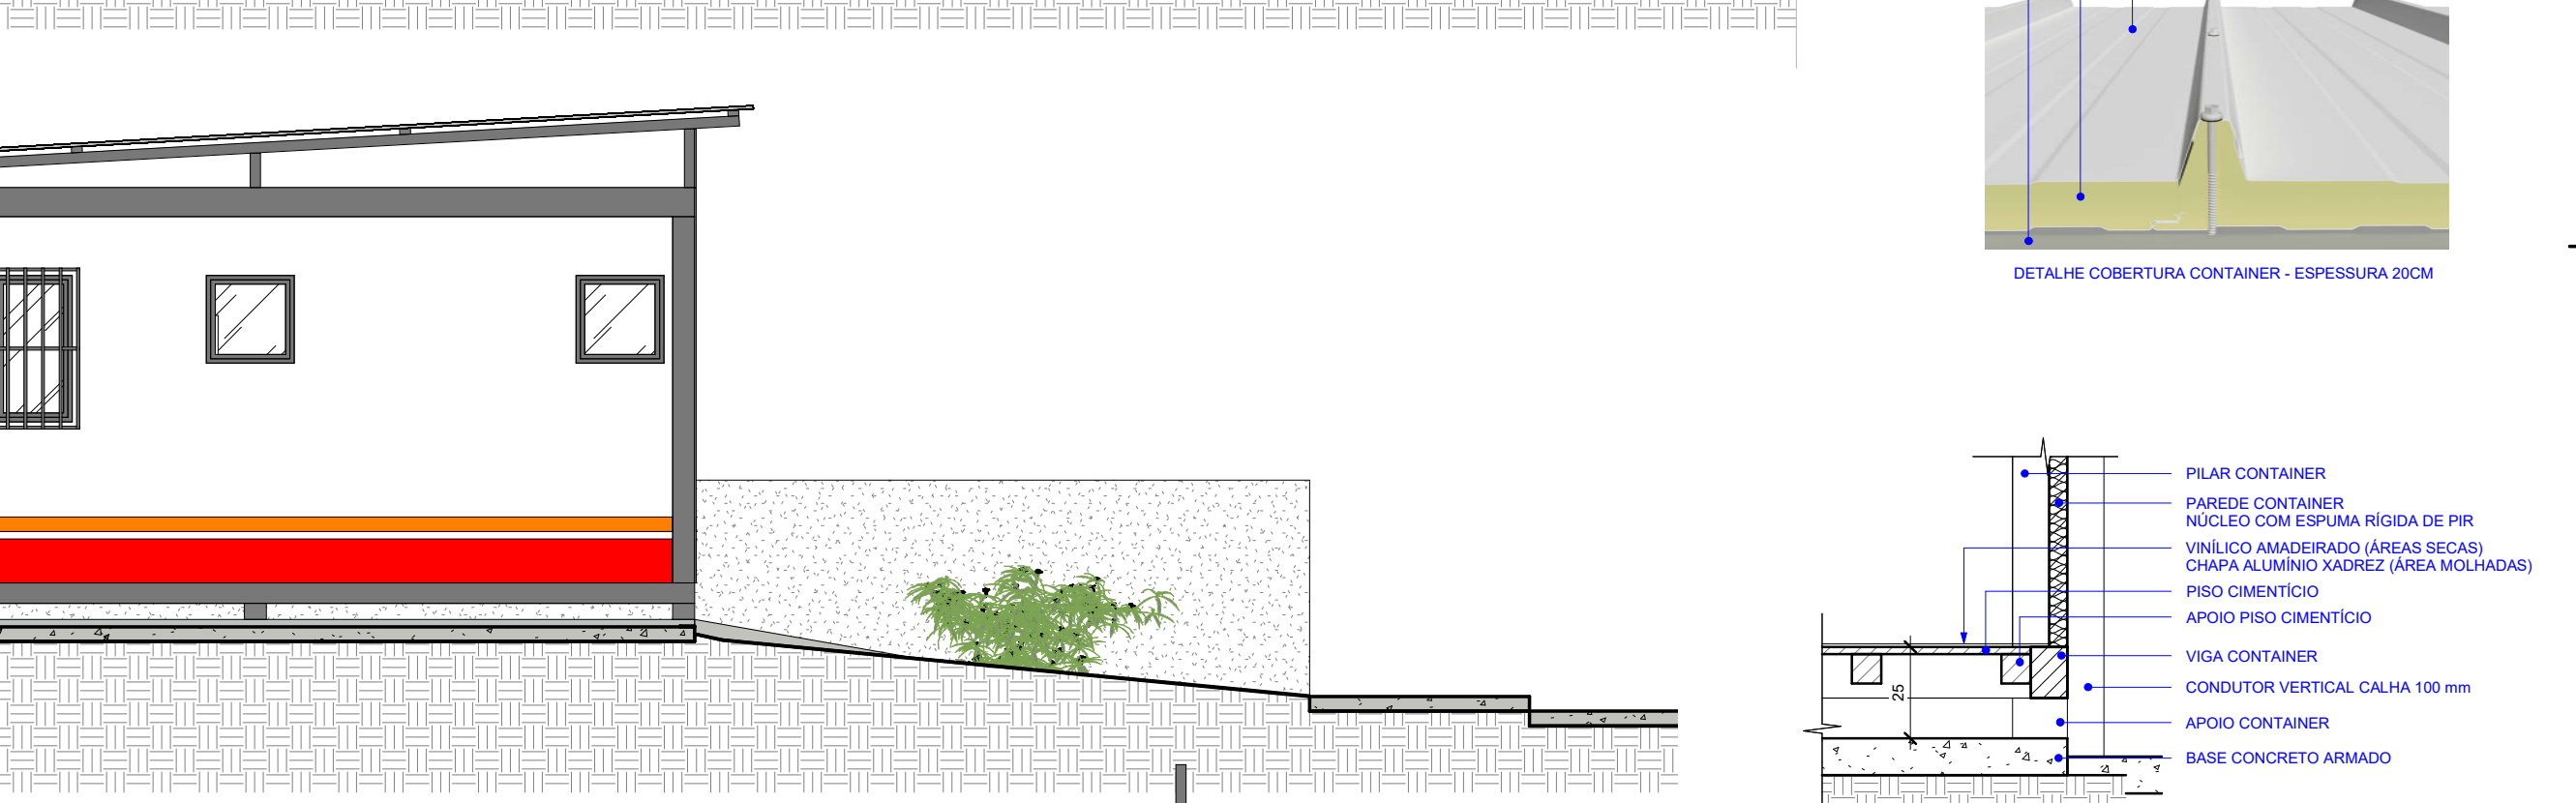 DETALHE COBERTURA CONTAINER - ESPESSURA 20CM
PILAR CONTAINER
PAREDE CONTAINER
NÚCLEO COM ESPUMA RÍGIDA DE PIR
VINÍLICO AMADEIRADO (ÁREAS SECAS)
CHAPA ALUMÍNIO XADREZ (ÁREA MOLHADAS)
PISO CIMENTÍCIO
APOIO PISO CIMENTÍCIO
VIGA CONTAINER
25
CONDUTOR VERTICAL CALHA 100 mm
APOIO CONTAINER
BASE CONCRETO ARMADO